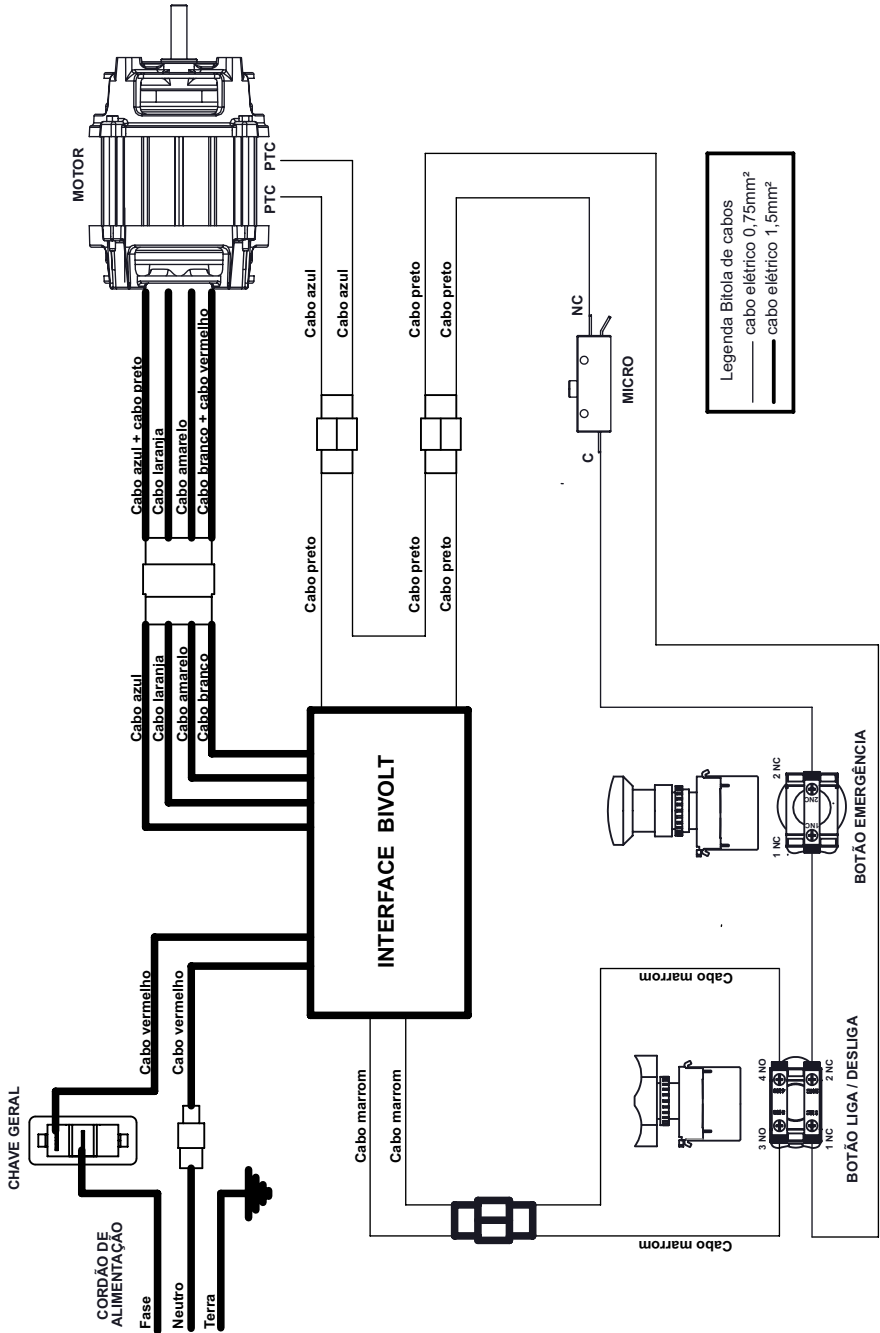 CHAVE GERAL
MOTOR
CORDÃO DE
ALIMENTAÇÃO
Fase
Neutro
Terra
Cabo vermelho
Cabo vermelho
Cabo azul
Cabo laranja
Cabo amarelo
Cabo branco
Cabo azul + cabo preto
Cabo laranja
Cabo amarelo
Cabo branco + cabo vermelho
PTC
PTC
INTERFACE BIVOLT
Cabo marrom
Cabo marrom
Cabo preto
Cabo azul
Cabo azul
Cabo preto
Cabo preto
Cabo preto
Cabo preto
Cabo marrom
Cabo marrom
C
NC
MICRO
3 NO
4 NO
1 NC
2 NC
BOTÃO LIGA / DESLIGA
1 NC
2 NC
1NC
2NC
BOTÃO EMERGÊNCIA
Legenda Bitola de cabos
cabo elétrico 0,75mm²
cabo elétrico 1,5mm²